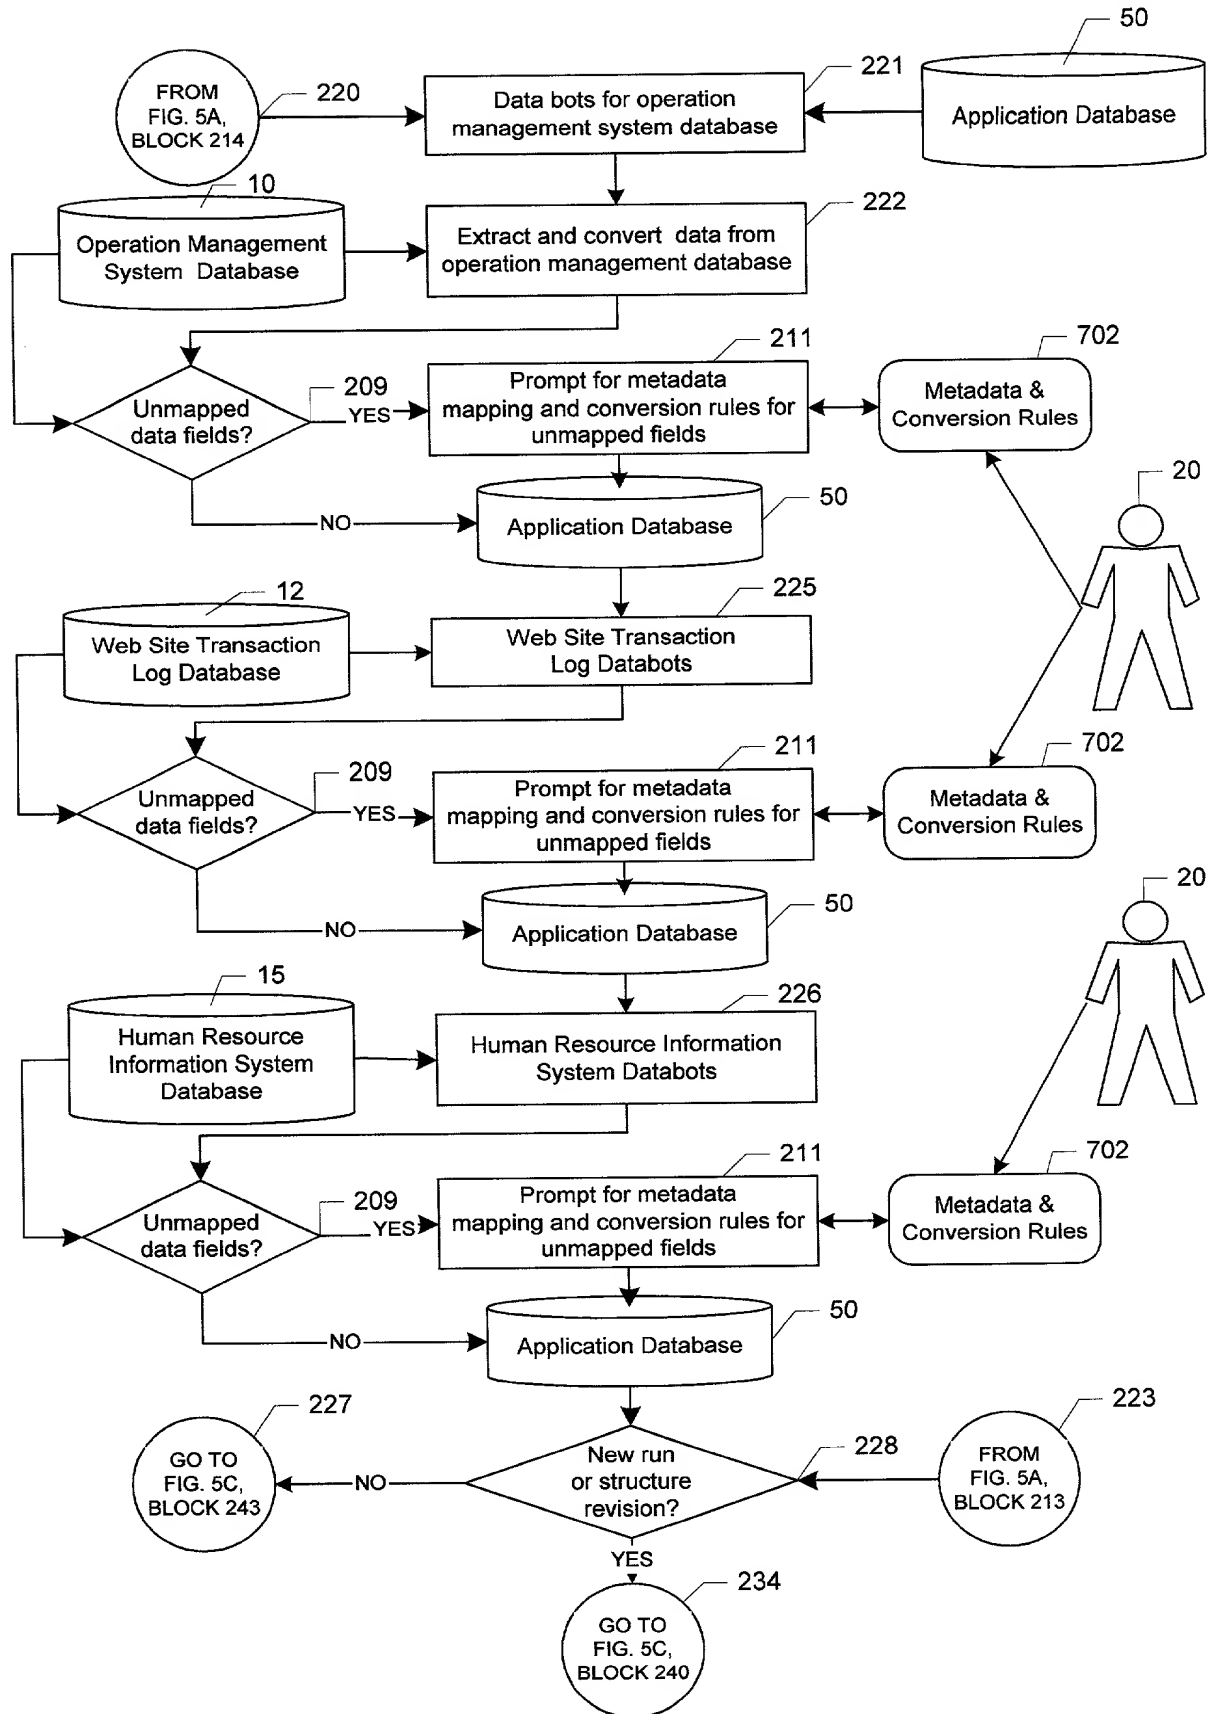 50
FROM
FIG. 5A,
BLOCK 214
220
Data bots for operation
management system database
221
Application Database
10
Operation Management
System Database
Extract and convert data from
operation management database
222
Unmapped
data fields?
209
YES
211
Prompt for metadata
mapping and conversion rules for
unmapped fields
702
Metadata &
Conversion Rules
20
NO
Application Database
50
12
Web Site Transaction
Log Database
225
Web Site Transaction
Log Databots
Unmapped
data fields?
209
YES
211
Prompt for metadata
mapping and conversion rules for
unmapped fields
702
Metadata &
Conversion Rules
20
NO
Application Database
50
15
Human Resource
Information System
Database
226
Human Resource Information
System Databots
Unmapped
data fields?
209
YES
211
Prompt for metadata
mapping and conversion rules for
unmapped fields
702
Metadata &
Conversion Rules
NO
Application Database
50
227
GO TO
FIG. 5C,
BLOCK 243
NO
New run
or structure
revision?
228
223
FROM
FIG. 5A,
BLOCK 213
YES
234
GO TO
FIG. 5C,
BLOCK 240